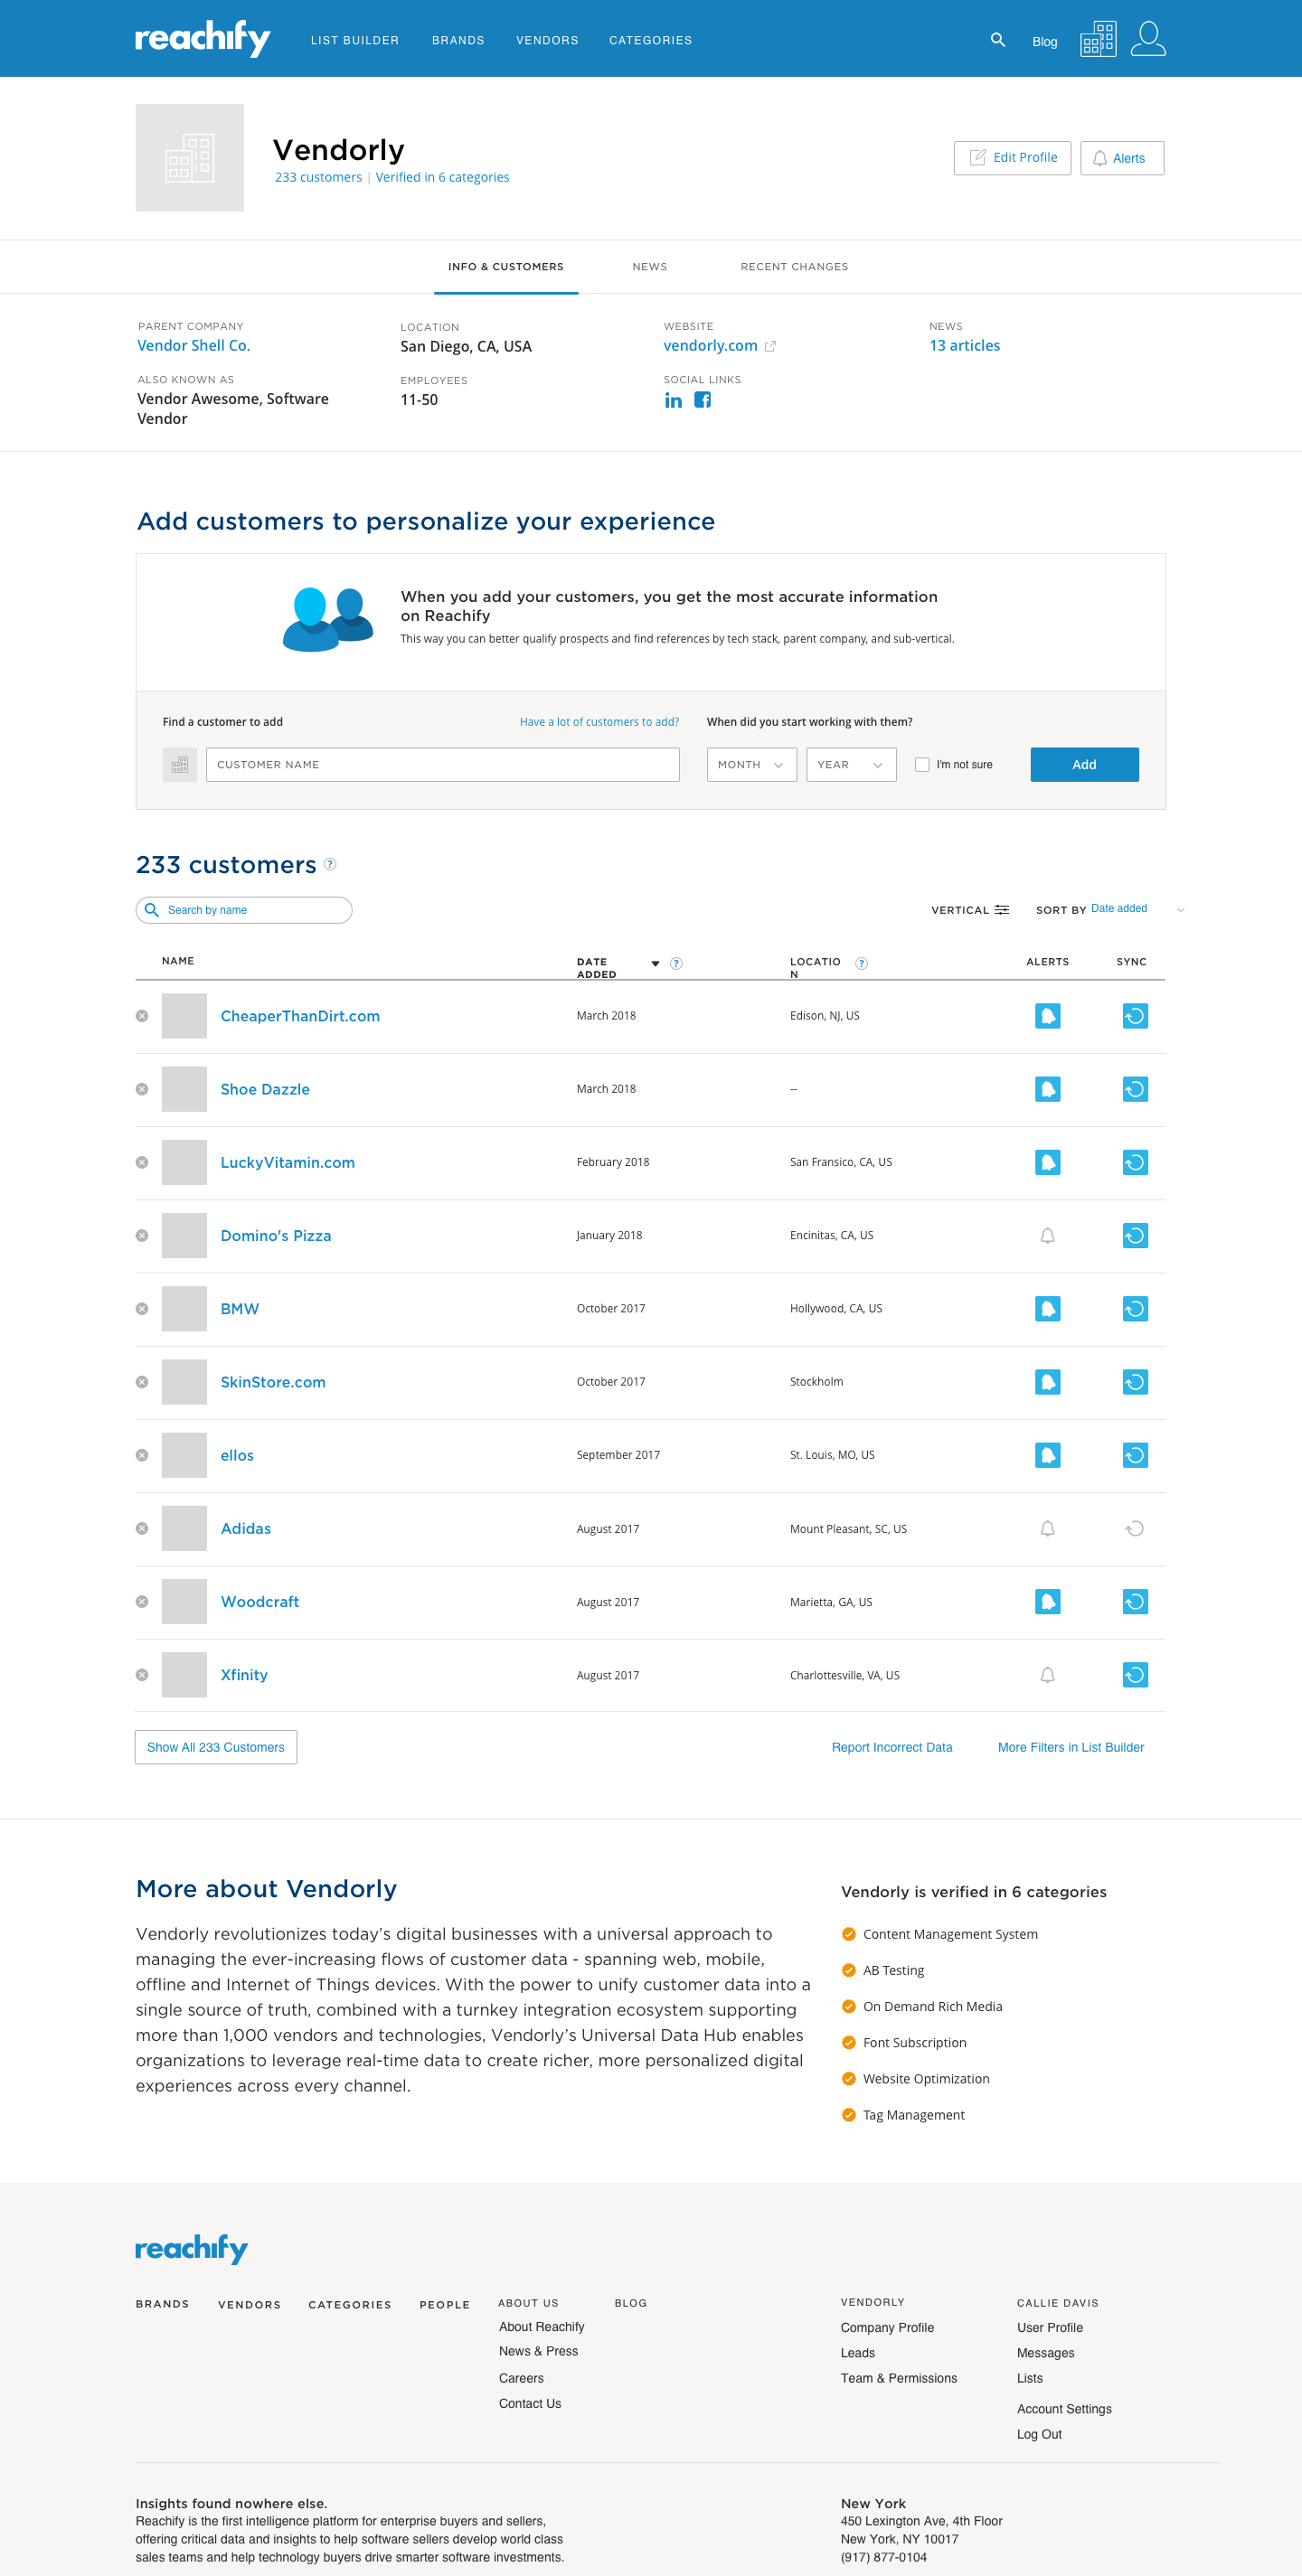 reachify
LIST BUILDER
BRANDS
VENDORS
CATEGORIES
Blog
Vendorly
233 customers | Verified in 6 categories
Edit Profile
Alerts
INFO & CUSTOMERS
NEWS
RECENT CHANGES
PARENT COMPANY
Vendor Shell Co.
LOCATION
San Diego, CA, USA
WEBSITE
vendorly.com
NEWS
13 articles
ALSO KNOWN AS
Vendor Awesome, Software
Vendor
EMPLOYEES
11-50
SOCIAL LINKS
Add customers to personalize your experience
When you add your customers, you get the most accurate information
on Reachify
This way you can better qualify prospects and find references by tech stack, parent company, and sub-vertical.
Find a customer to add
Have a lot of customers to add?
When did you start working with them?
CUSTOMER NAME
MONTH
YEAR
I'm not sure
Add
233 customers ?
Search by name
VERTICAL
SORT BY Date added
NAME
DATE
ADDED
?
LOCATIO
N
?
ALERTS
SYNC
CheaperThanDirt.com
March 2018
Edison, NJ, US
Shoe Dazzle
March 2018
--
LuckyVitamin.com
February 2018
San Fransico, CA, US
Domino's Pizza
January 2018
Encinitas, CA, US
BMW
October 2017
Hollywood, CA, US
SkinStore.com
October 2017
Stockholm
ellos
September 2017
St. Louis, MO, US
Adidas
August 2017
Mount Pleasant, SC, US
Woodcraft
August 2017
Marietta, GA, US
Xfinity
August 2017
Charlottesville, VA, US
Show All 233 Customers
Report Incorrect Data
More Filters in List Builder
More about Vendorly
Vendorly revolutionizes today’s digital businesses with a universal approach to
managing the ever-increasing flows of customer data - spanning web, mobile,
offline and Internet of Things devices. With the power to unify customer data into a
single source of truth, combined with a turnkey integration ecosystem supporting
more than 1,000 vendors and technologies, Vendorly’s Universal Data Hub enables
organizations to leverage real-time data to create richer, more personalized digital
experiences across every channel.
Vendorly is verified in 6 categories
Content Management System
AB Testing
On Demand Rich Media
Font Subscription
Website Optimization
Tag Management
reachify
BRANDS
VENDORS
CATEGORIES
PEOPLE
ABOUT US
About Reachify
News & Press
Careers
Contact Us
BLOG
VENDORLY
Company Profile
Leads
Team & Permissions
CALLIE DAVIS
User Profile
Messages
Lists
Account Settings
Log Out
Insights found nowhere else.
Reachify is the first intelligence platform for enterprise buyers and sellers,
offering critical data and insights to help software sellers develop world class
sales teams and help technology buyers drive smarter software investments.
New York
450 Lexington Ave, 4th Floor
New York, NY 10017
(917) 877-0104